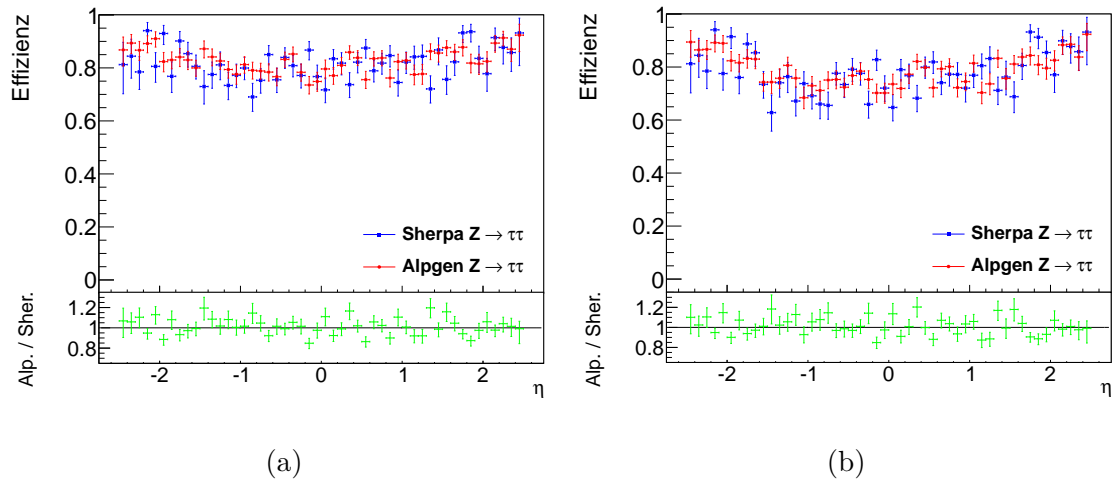 Effizienz
1
0.8
0.6
0.4
0.2
0
Sherpa Z → ττ
Alpgen Z → ττ
Alp. / Sher.
1.2
1
0.8
-2 -1 0 1 2
η
(a)
Effizienz
1
0.8
0.6
0.4
0.2
0
Sherpa Z → ττ
Alpgen Z → ττ
Alp. / Sher.
1.2
1
0.8
-2 -1 0 1 2
η
(b)